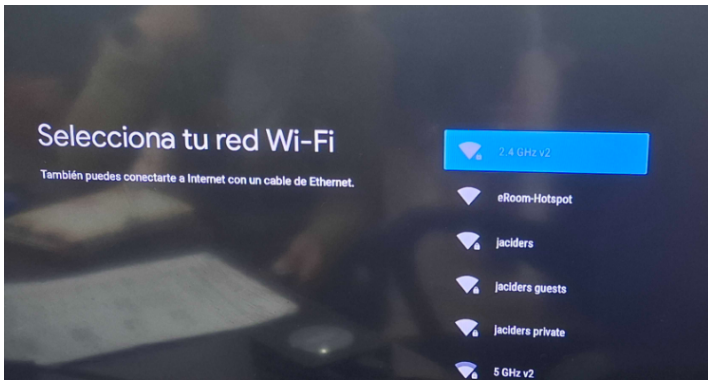 Selecciona tu red Wi-Fi
También puedes conectarte a Internet con un cable de Ethernet.
2.4 GHz v2
eRoom-Hotspot
jaciders
jaciders guests
jaciders private
5 GHz v2